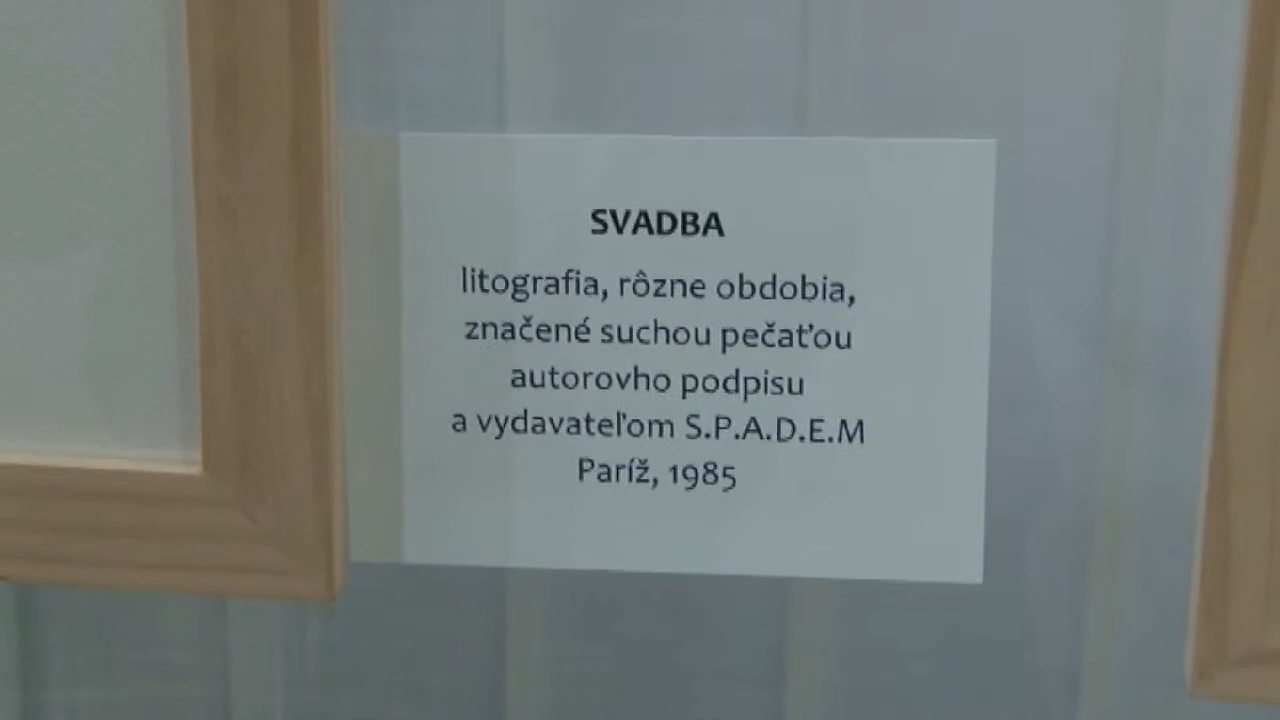 SVADBA
litografia, rôzne obdobia,
značené suchou pečaťou
autorovho podpisu
a vydavateľom S.P.A.D.E.M
Paríž, 1985